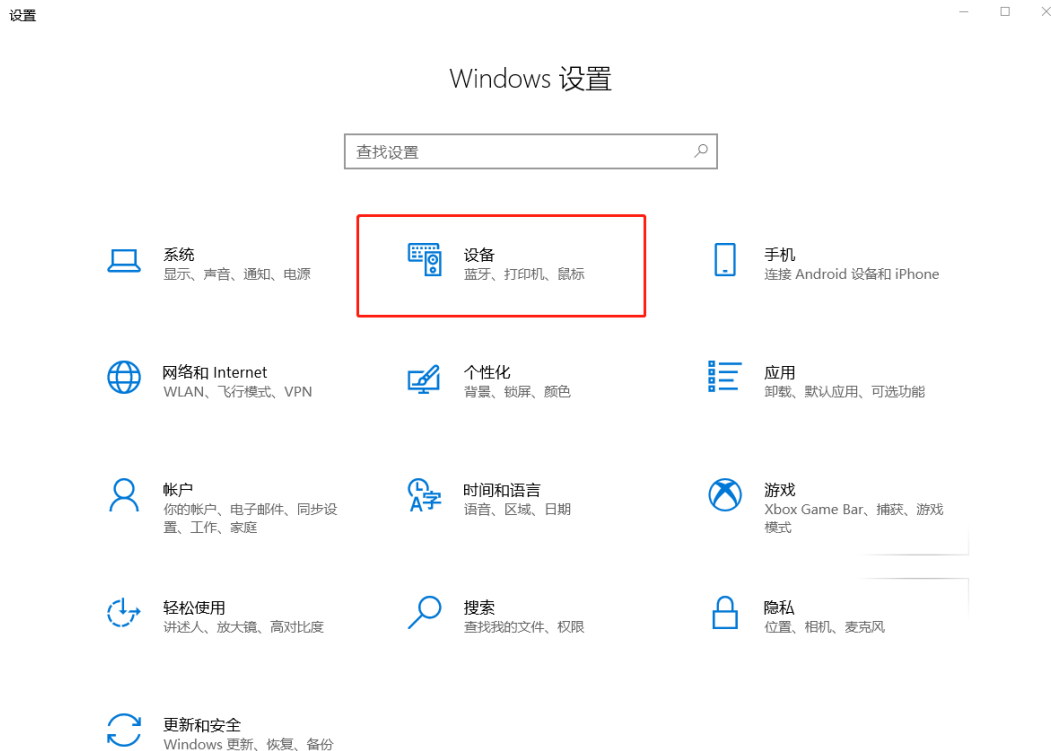 设置
Windows 设置
查找设置
系统
显示、声音、通知、电源
设备
蓝牙、打印机、鼠标
手机
连接 Android 设备和 iPhone
网络和 Internet
WLAN、飞行模式、VPN
个性化
背景、锁屏、颜色
应用
卸载、默认应用、可选功能
帐户
你的帐户、电子邮件、同步设
置、工作、家庭
时间和语言
语音、区域、日期
游戏
Xbox Game Bar、捕获、游戏
模式
轻松使用
讲述人、放大镜、高对比度
搜索
查找我的文件、权限
隐私
位置、相机、麦克风
更新和安全
Windows 更新、恢复、备份